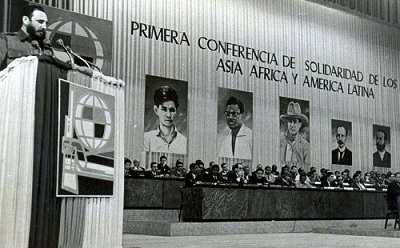 PRIMERA CONFERENCIA DE SOLIDARIDAD DE LOS
ASIA AFRICA Y AMERICA LATINA